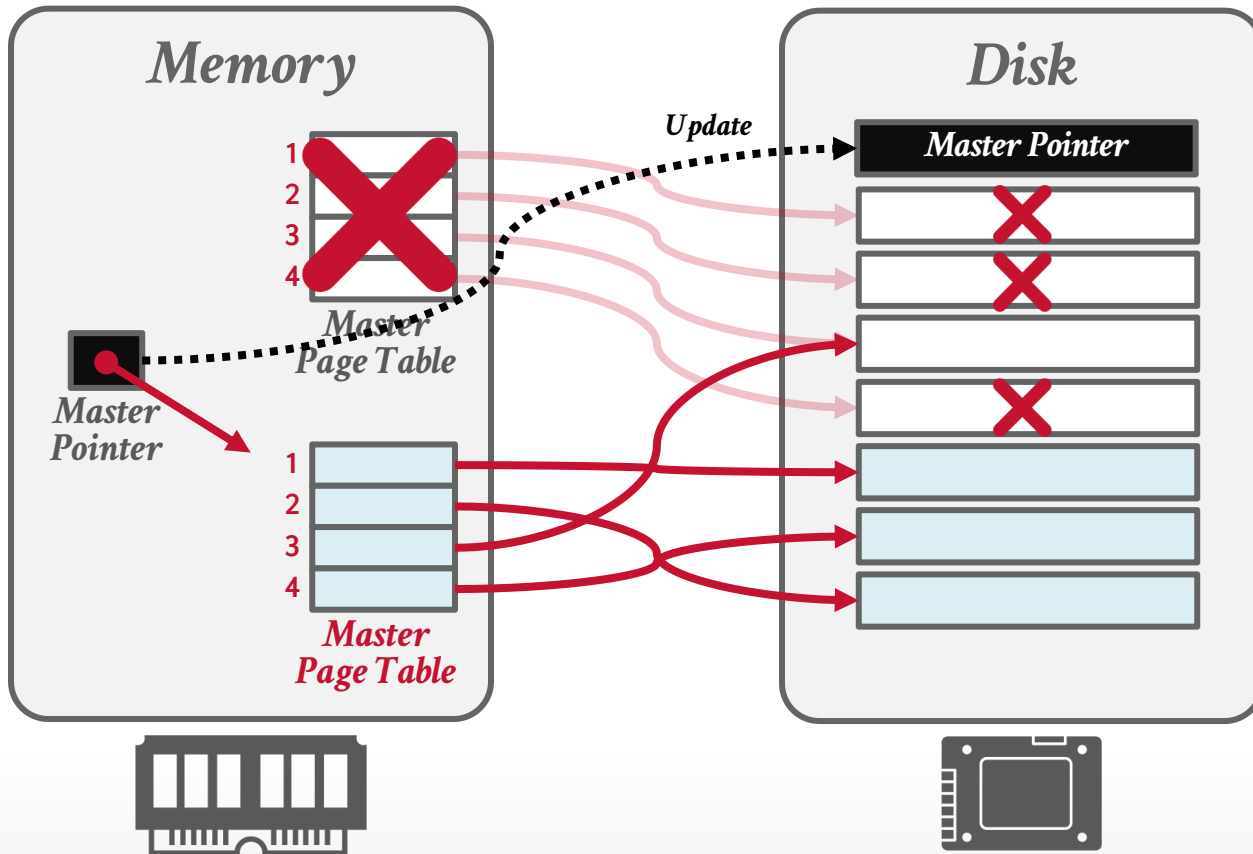 Memory
1
2
3
4
Master
Page Table
Master
Pointer
1
2
3
4
Master
Page Table
Update
Disk
Master Pointer